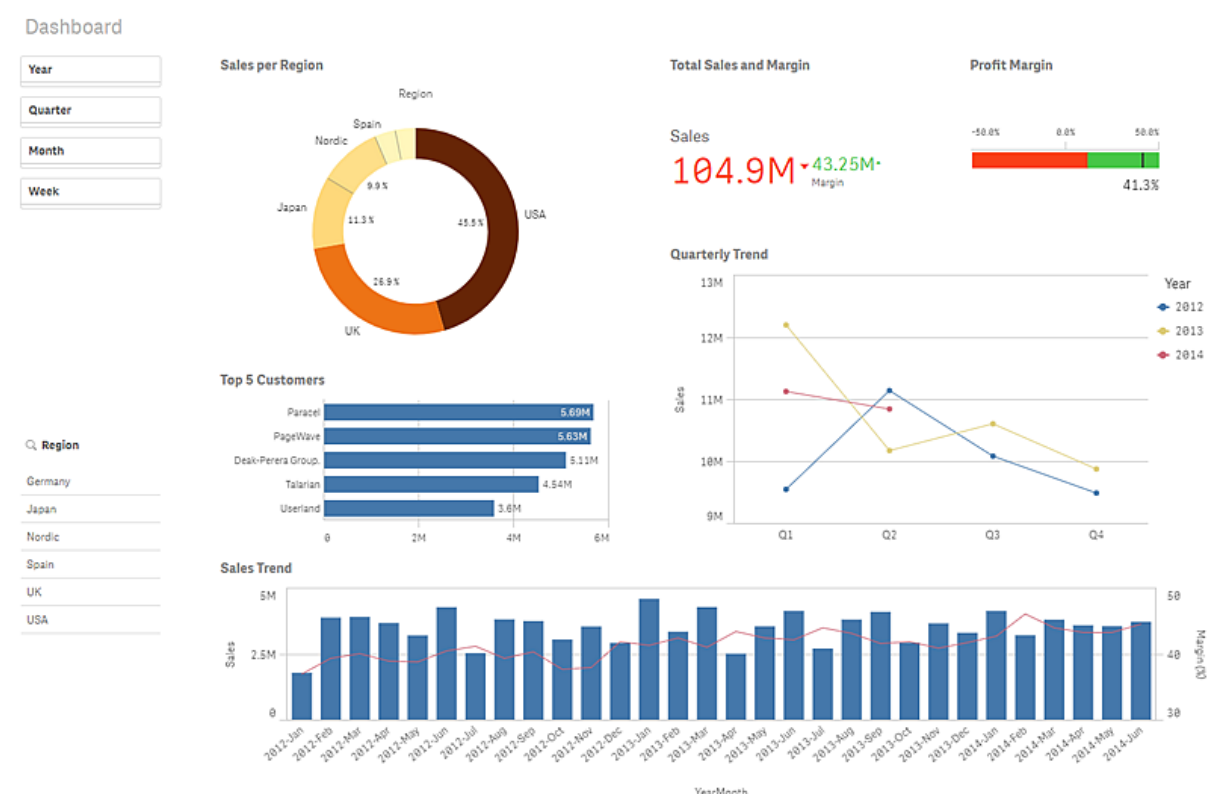 Dashboard
Year
Quarter
Month
Week
Region
Germany
Japan
Nordic
Spain
UK
USA
Sales per Region
Region
Spain
Nordic
Japan
USA
UK
9.9%
11.3%
45.5%
26.9%
Total Sales and Margin
Sales
104.9M
43.25M
Margin
Profit Margin
-50.0% 0.0% 50.0%
41.3%
Top 5 Customers
Paracel 5.69M
PageWave 5.63M
Deak-Perera Group. 5.11M
Talarian 4.54M
Userland 3.6M
0 2M 4M 6M
Quarterly Trend
13M
12M
11M
10M
9M
Sales
Q1 Q2 Q3 Q4
Year
2012
2013
2014
Sales Trend
5M
2.5M
0
Sales
50
40
30
Margin (%)
2012-Jan 2012-Feb 2012-Mar 2012-Apr 2012-May 2012-Jun 2012-Jul 2012-Aug 2012-Sep 2012-Oct 2012-Nov 2012-Dec 2013-Jan 2013-Feb 2013-Mar 2013-Apr 2013-May 2013-Jun 2013-Jul 2013-Aug 2013-Sep 2013-Oct 2013-Nov 2013-Dec 2014-Jan 2014-Feb 2014-Mar 2014-Apr 2014-May 2014-Jun
YearMonth